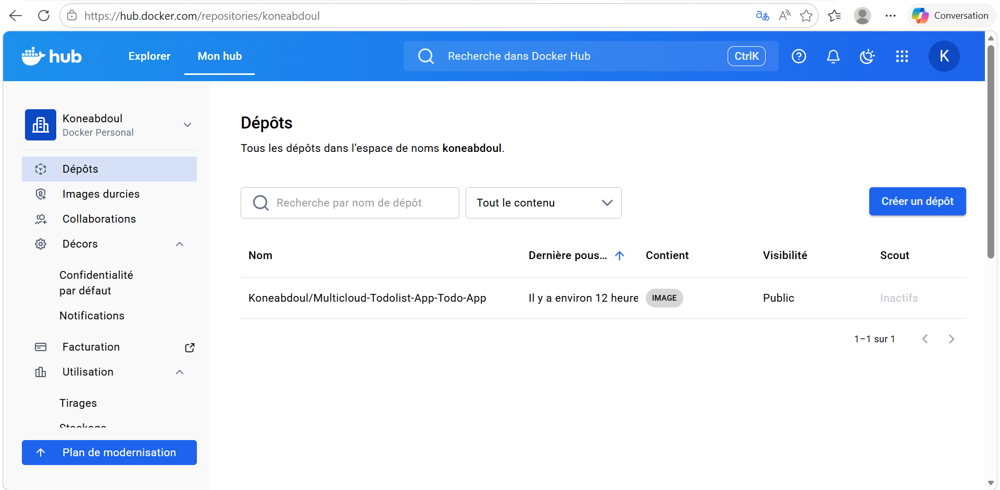 https://hub.docker.com/repositories/koneabdoul
Conversation
hub
Explorer
Mon hub
Recherche dans Docker Hub
CtrlK
K
Koneabdoul
Docker Personal
Dépôts
Images durcies
Collaborations
Décors
Confidentialité
par défaut
Notifications
Facturation
Utilisation
Tirages
Stockage
Plan de modernisation
Dépôts
Tous les dépôts dans l’espace de noms koneabdoul.
Recherche par nom de dépôt
Tout le contenu
Créer un dépôt
Nom
Dernière pous...
Contient
Visibilité
Scout
Koneabdoul/Multicloud-Todolist-App-Todo-App
Il y a environ 12 heure
IMAGE
Public
Inactifs
1–1 sur 1